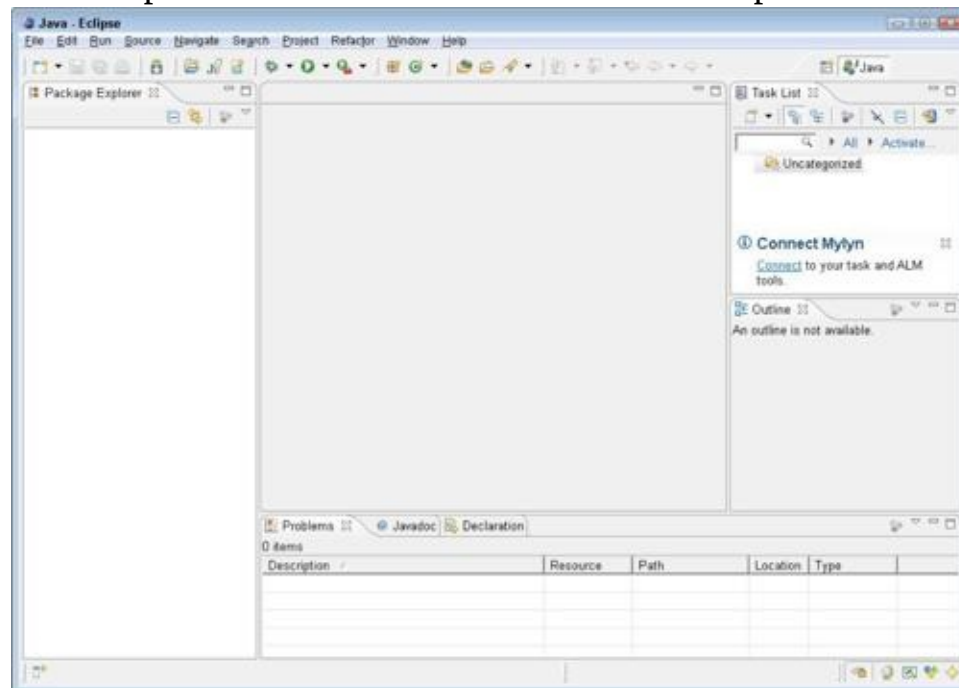 Java - Eclipse
File Edit Run Source Navigate Search Project Refactor Window Help
Java
Package Explorer
Task List
All Activate...
Uncategorized
Connect Mylyn
Connect to your task and ALM
tools.
Outline
An outline is not available.
Problems Javadoc Declaration
0 items
Description Resource Path Location Type